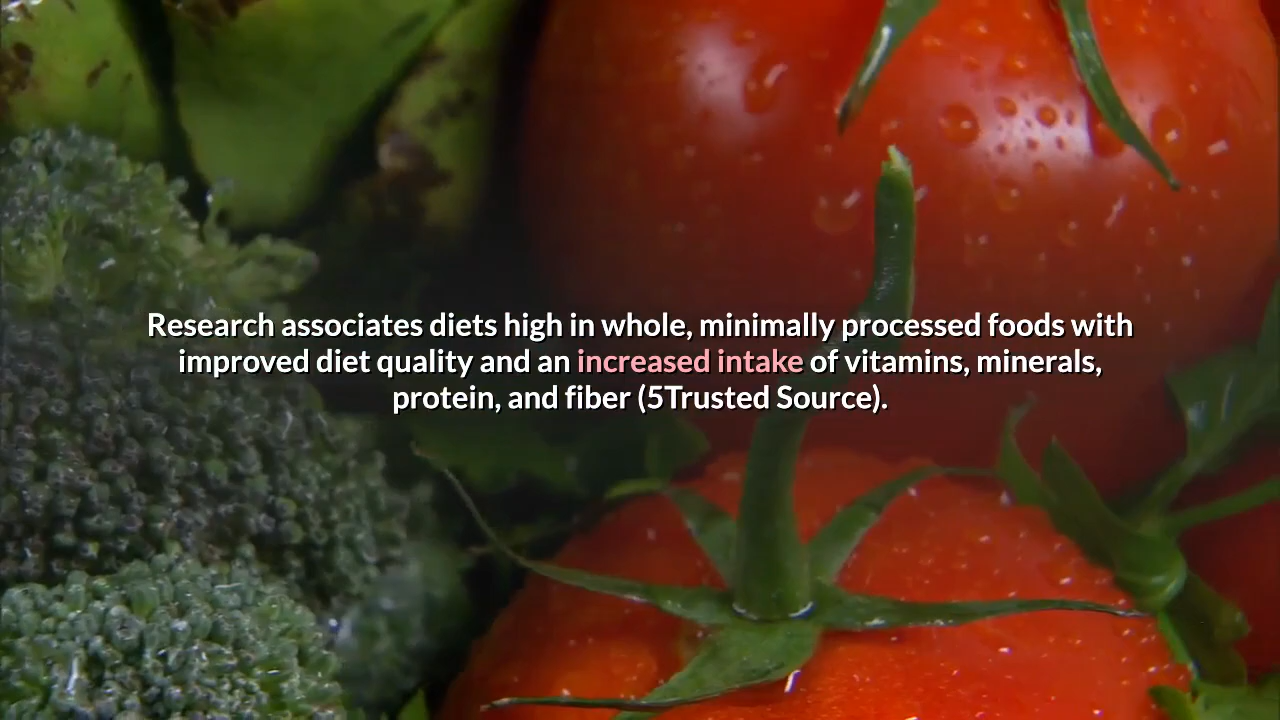 Research associates diets high in whole, minimally processed foods with
improved diet quality and an increased intake of vitamins, minerals,
protein, and fiber (5Trusted Source).